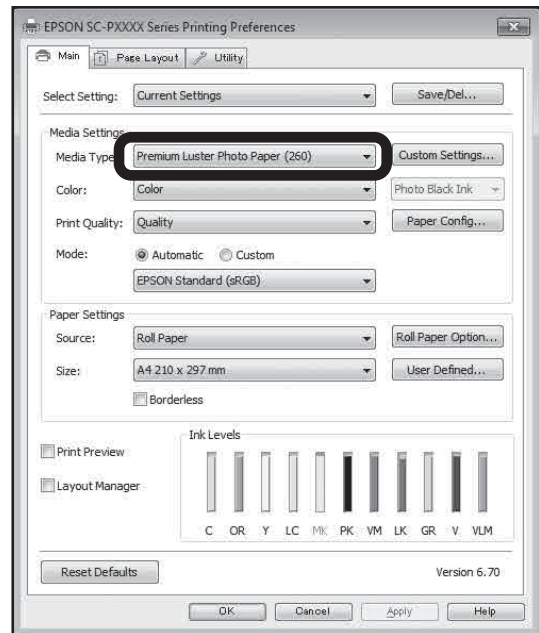 EPSON SC-PXXXX Series Printing Preferences
Main Page Layout Utility
Select Setting: Current Settings Save/Del...
Media Settings
Media Type Premium Luster Photo Paper (260) Custom Settings...
Color: Color Photo Black Ink
Print Quality: Quality Paper Config...
Mode: Automatic Custom
EPSON Standard (sRGB)
Paper Settings
Source: Roll Paper Roll Paper Option...
Size: A4 210 x 297 mm User Defined...
Borderless
Ink Levels
Print Preview
Layout Manager
C OR Y LC MK PK VM LK GR V VLM
Reset Defaults Version 6.70
OK Cancel Apply Help